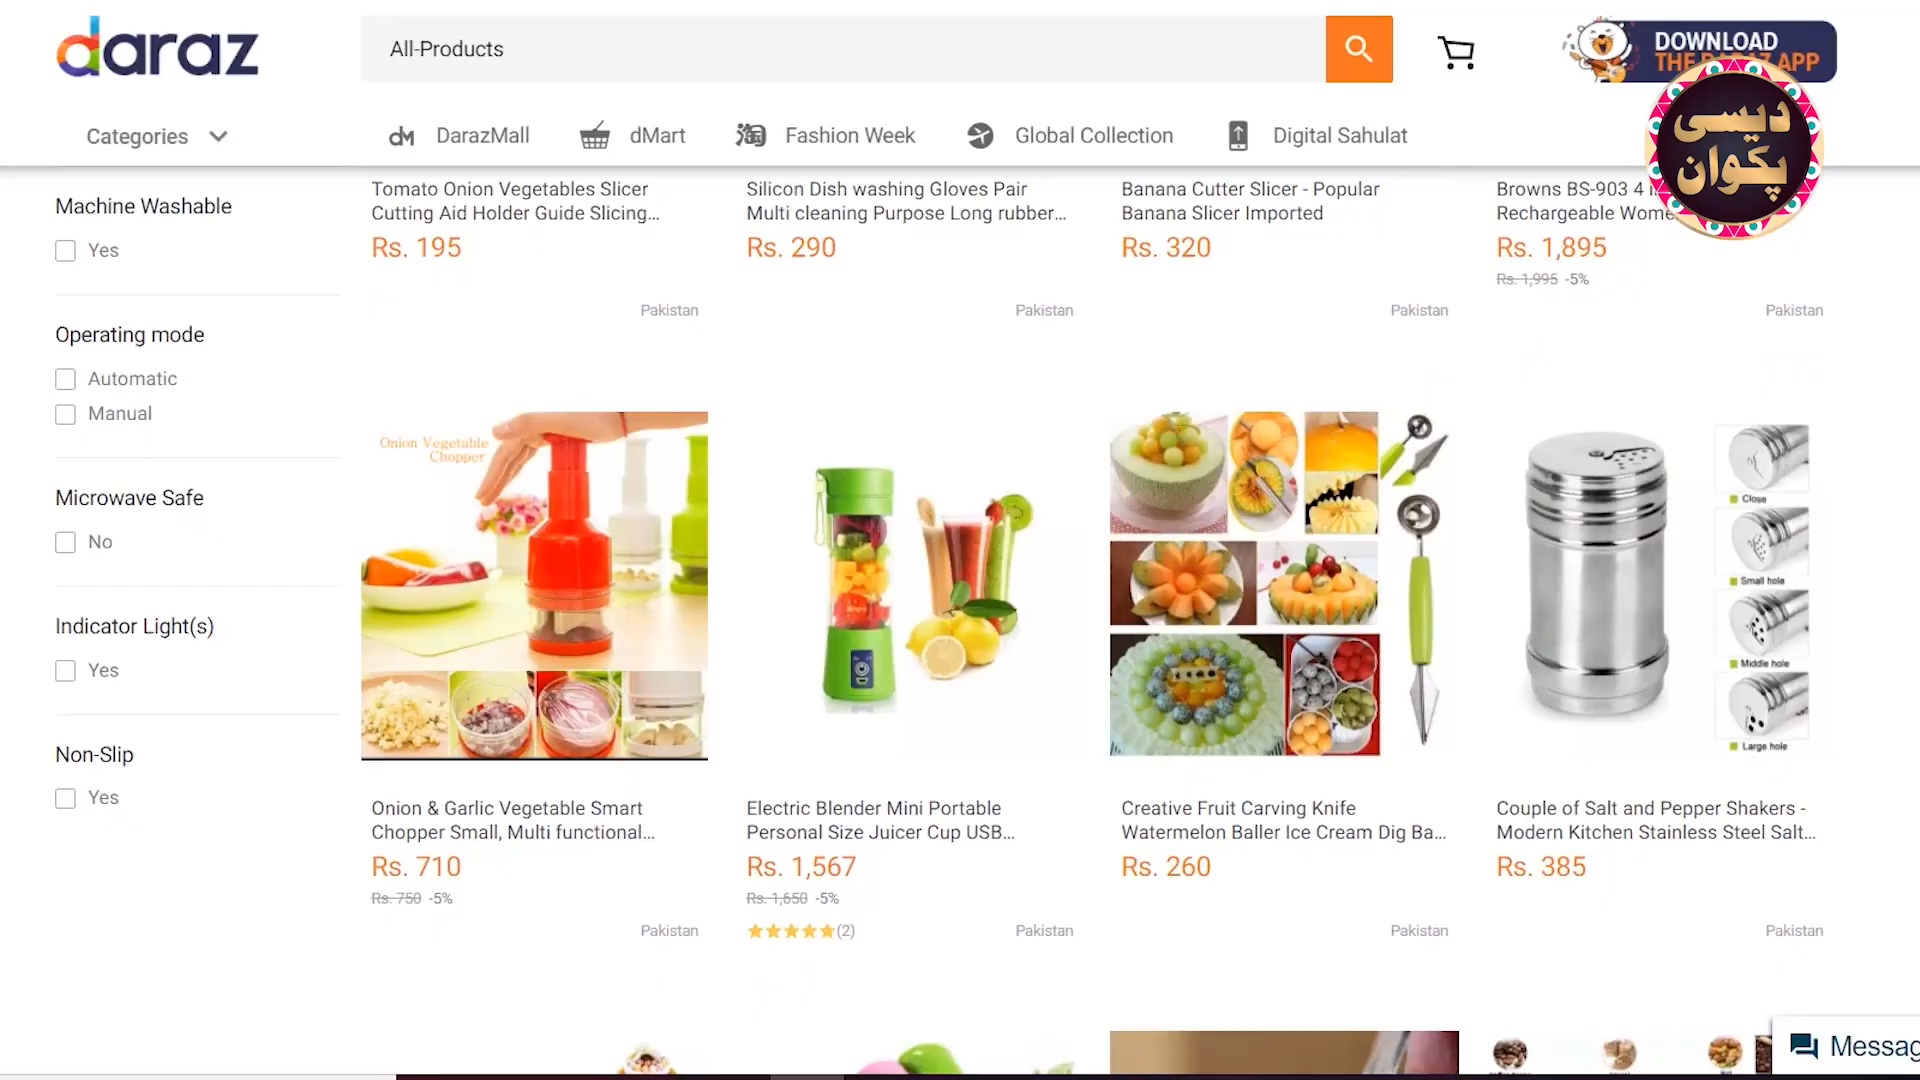 daraz
All-Products
DOWNLOAD
THE DARAZ APP
دیسی
پکوان
Categories
DarazMall
dMart
Fashion Week
Global Collection
Digital Sahulat
Machine Washable
Yes
Operating mode
Automatic
Manual
Microwave Safe
No
Indicator Light(s)
Yes
Non-Slip
Yes
Tomato Onion Vegetables Slicer
Cutting Aid Holder Guide Slicing...
Rs. 195
Pakistan
Silicon Dish washing Gloves Pair
Multi cleaning Purpose Long rubber...
Rs. 290
Pakistan
Banana Cutter Slicer - Popular
Banana Slicer Imported
Rs. 320
Pakistan
Browns BS-903 4
Rechargeable
Rs. 1,895
Rs. 1,995 -5%
Pakistan
Onion Vegetable
Chopper
Onion & Garlic Vegetable Smart
Chopper Small, Multi functional...
Rs. 710
Rs. 750 -5%
Pakistan
Electric Blender Mini Portable
Personal Size Juicer Cup USB...
Rs. 1,567
Rs. 1,650 -5%
(2)
Pakistan
Creative Fruit Carving Knife
Watermelon Baller Ice Cream Dig Ba...
Rs. 260
Pakistan
Close
Small hole
Middle hole
Large hole
Couple of Salt and Pepper Shakers -
Modern Kitchen Stainless Steel Salt...
Rs. 385
Pakistan
Messag